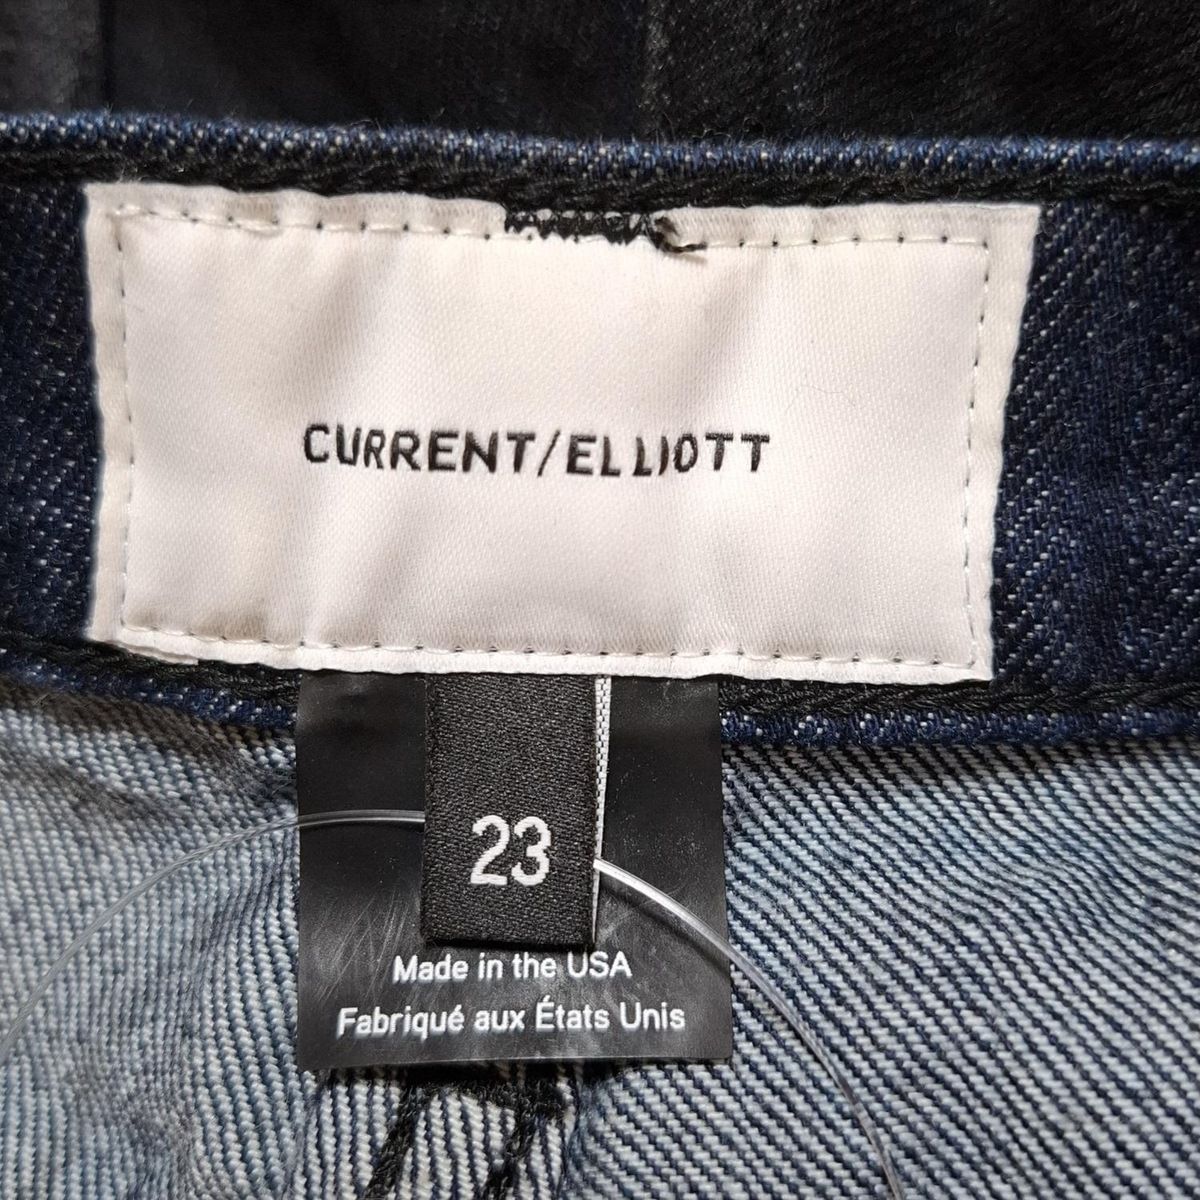 CURRENT/ELLIOTT
23
Made in the USA
Fabriqué aux États Unis